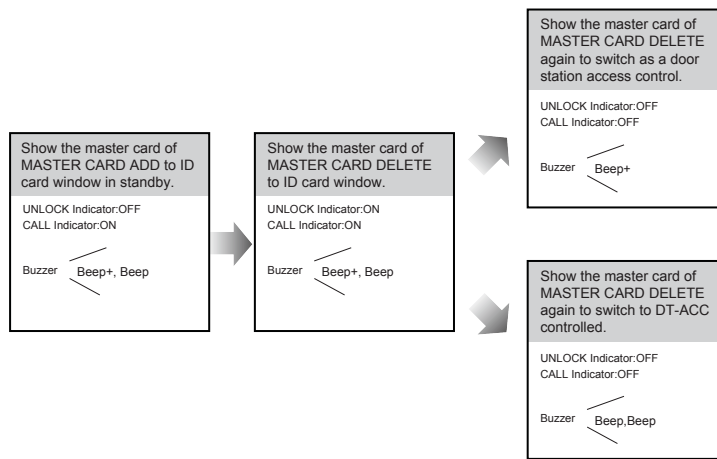 Show the master card of
MASTER CARD ADD to ID
card window in standby.
UNLOCK Indicator:OFF
CALL Indicator:ON
Buzzer
Beep+, Beep
Show the master card of
MASTER CARD DELETE
to ID card window.
UNLOCK Indicator:ON
CALL Indicator:ON
Buzzer
Beep+, Beep
Show the master card of
MASTER CARD DELETE
again to switch as a door
station access control.
UNLOCK Indicator:OFF
CALL Indicator:OFF
Buzzer
Beep+
Show the master card of
MASTER CARD DELETE
again to switch to DT-ACC
controlled.
UNLOCK Indicator:OFF
CALL Indicator:OFF
Buzzer
Beep,Beep